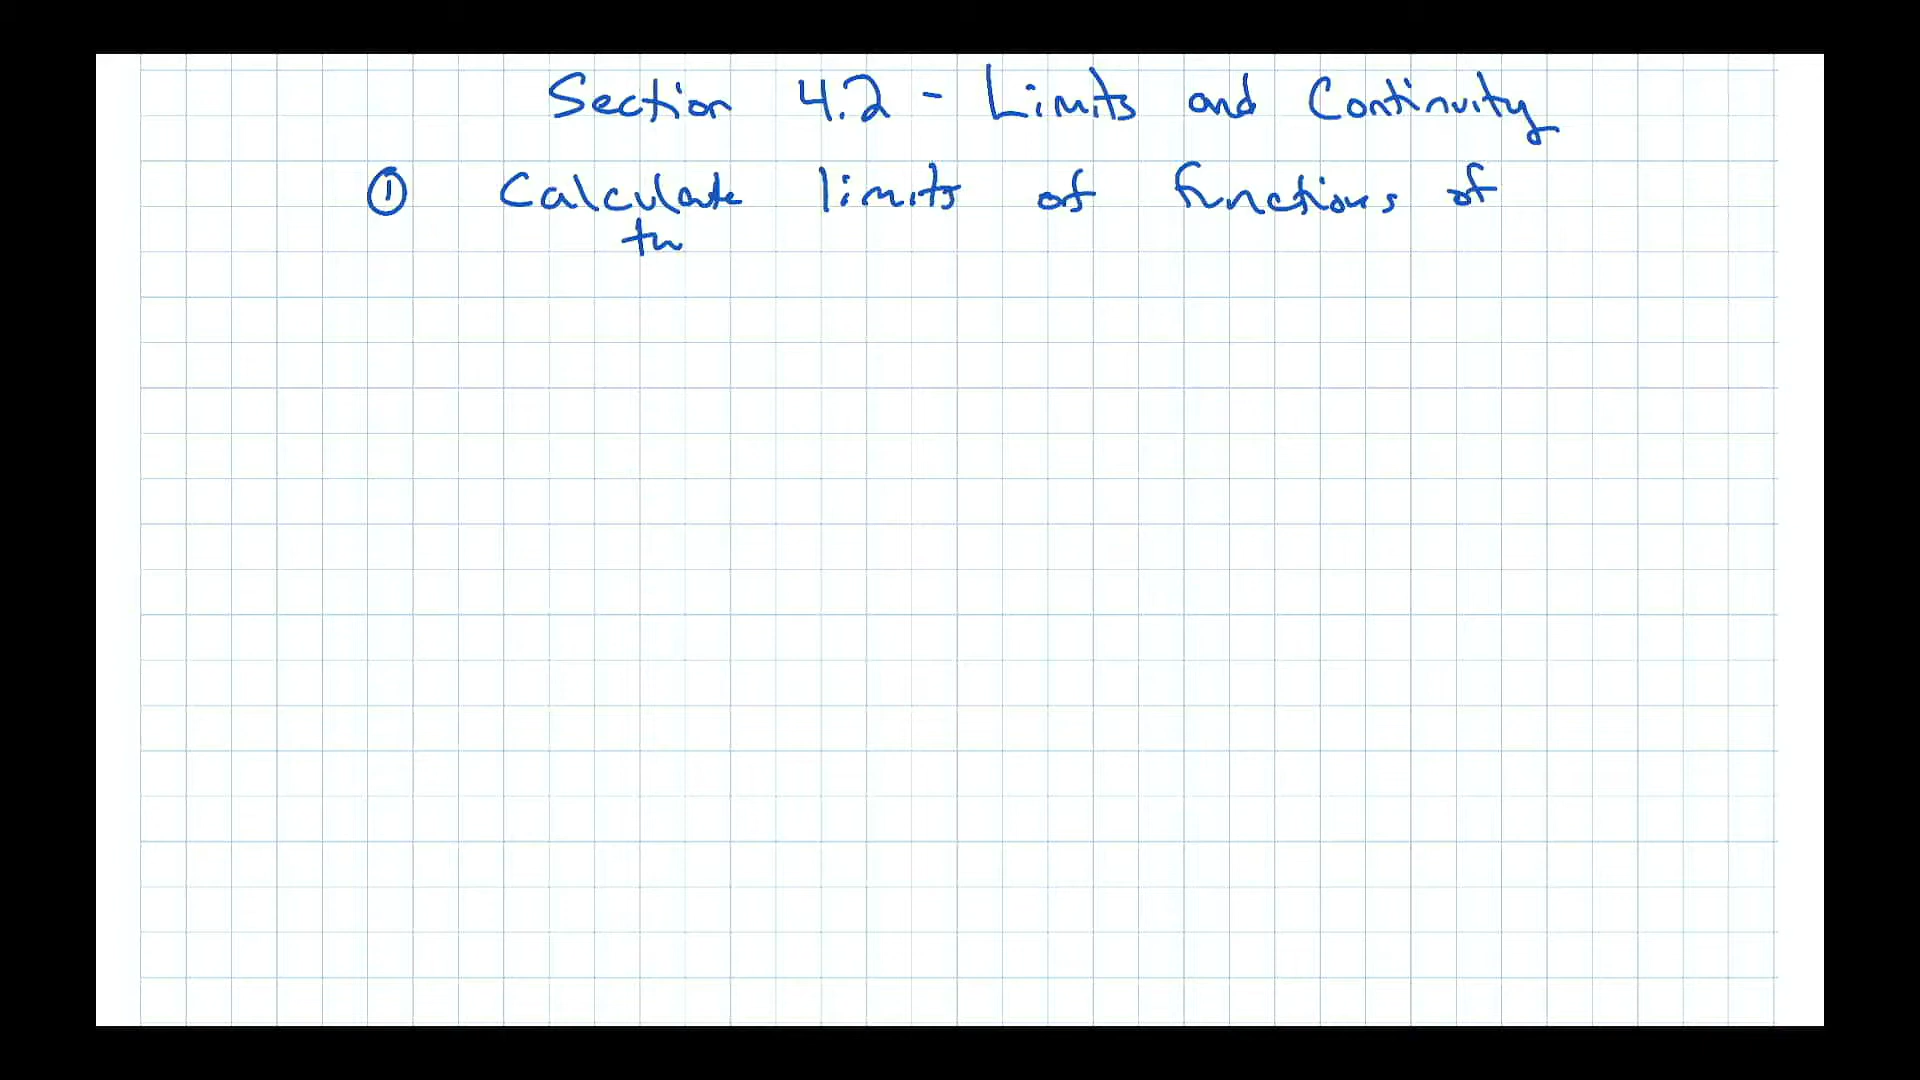 Section 4.2 - Limits and Continuity
① Calculate limits of functions of
tw